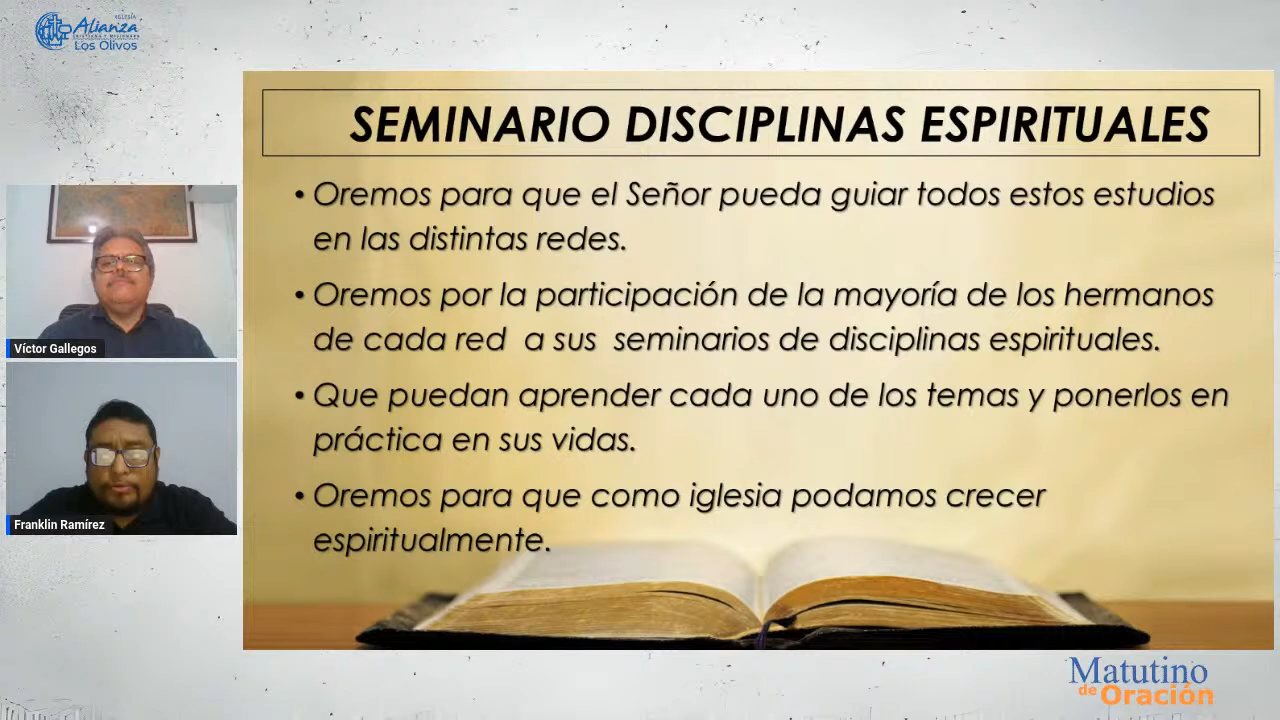 IGLESIA
Alianza
CRISTIANA Y MISIONERA
Los Olivos
SEMINARIO DISCIPLINAS ESPIRITUALES
• Oremos para que el Señor pueda guiar todos estos estudios
en las distintas redes.
• Oremos por la participación de la mayoría de los hermanos
de cada red a sus seminarios de disciplinas espirituales.
• Que puedan aprender cada uno de los temas y ponerlos en
práctica en sus vidas.
• Oremos para que como iglesia podamos crecer
espiritualmente.
Víctor Gallegos
Franklin Ramírez
Matutino
de Oración